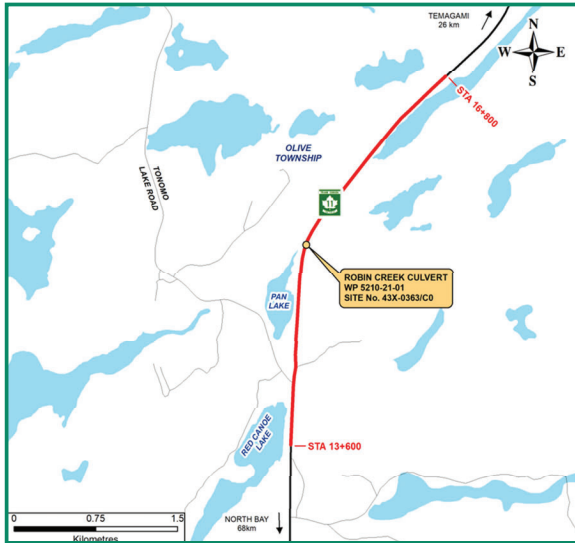 TEMAGAMI
26 km
N
W
E
S
STA 16+800
OLIVE
TOWNSHIP
TONOMO
LAKE ROAD
11
ROBIN CREEK CULVERT
WP 5210-21-01
SITE No. 43X-0363/C0
PAN
LAKE
RED CANOE
LAKE
STA 13+600
0
0.75
1.5
Kilometres
NORTH BAY
68km